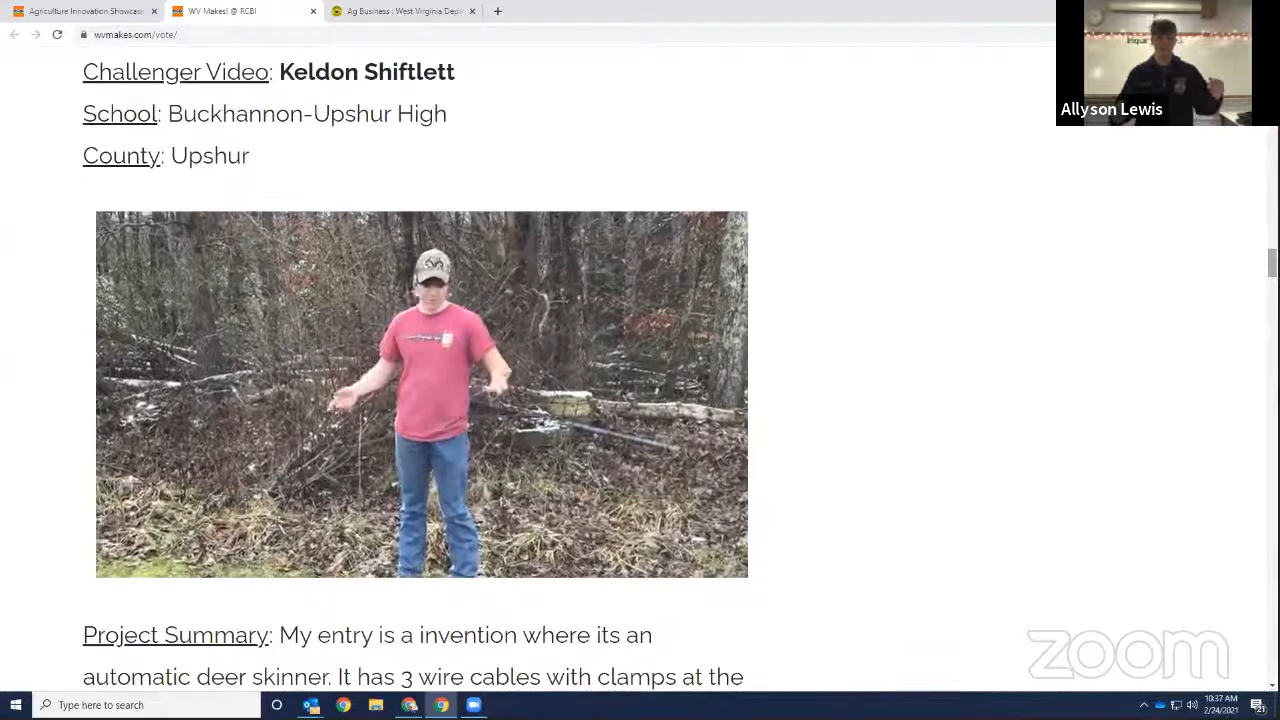 Agriculture Innovation Showcase
WV Makes! @ RCBI
Ag Business : West Virginia Dep
wvmakes.com/vote/
Allyson Lewis
Challenger Video: Keldon Shiftlett
School: Buckhannon-Upshur High
County: Upshur
Project Summary: My entry is a invention where its an
automatic deer skinner. It has 3 wire cables with clamps at the
zoom
Type here to search
10:37 AM
2/24/2021
21